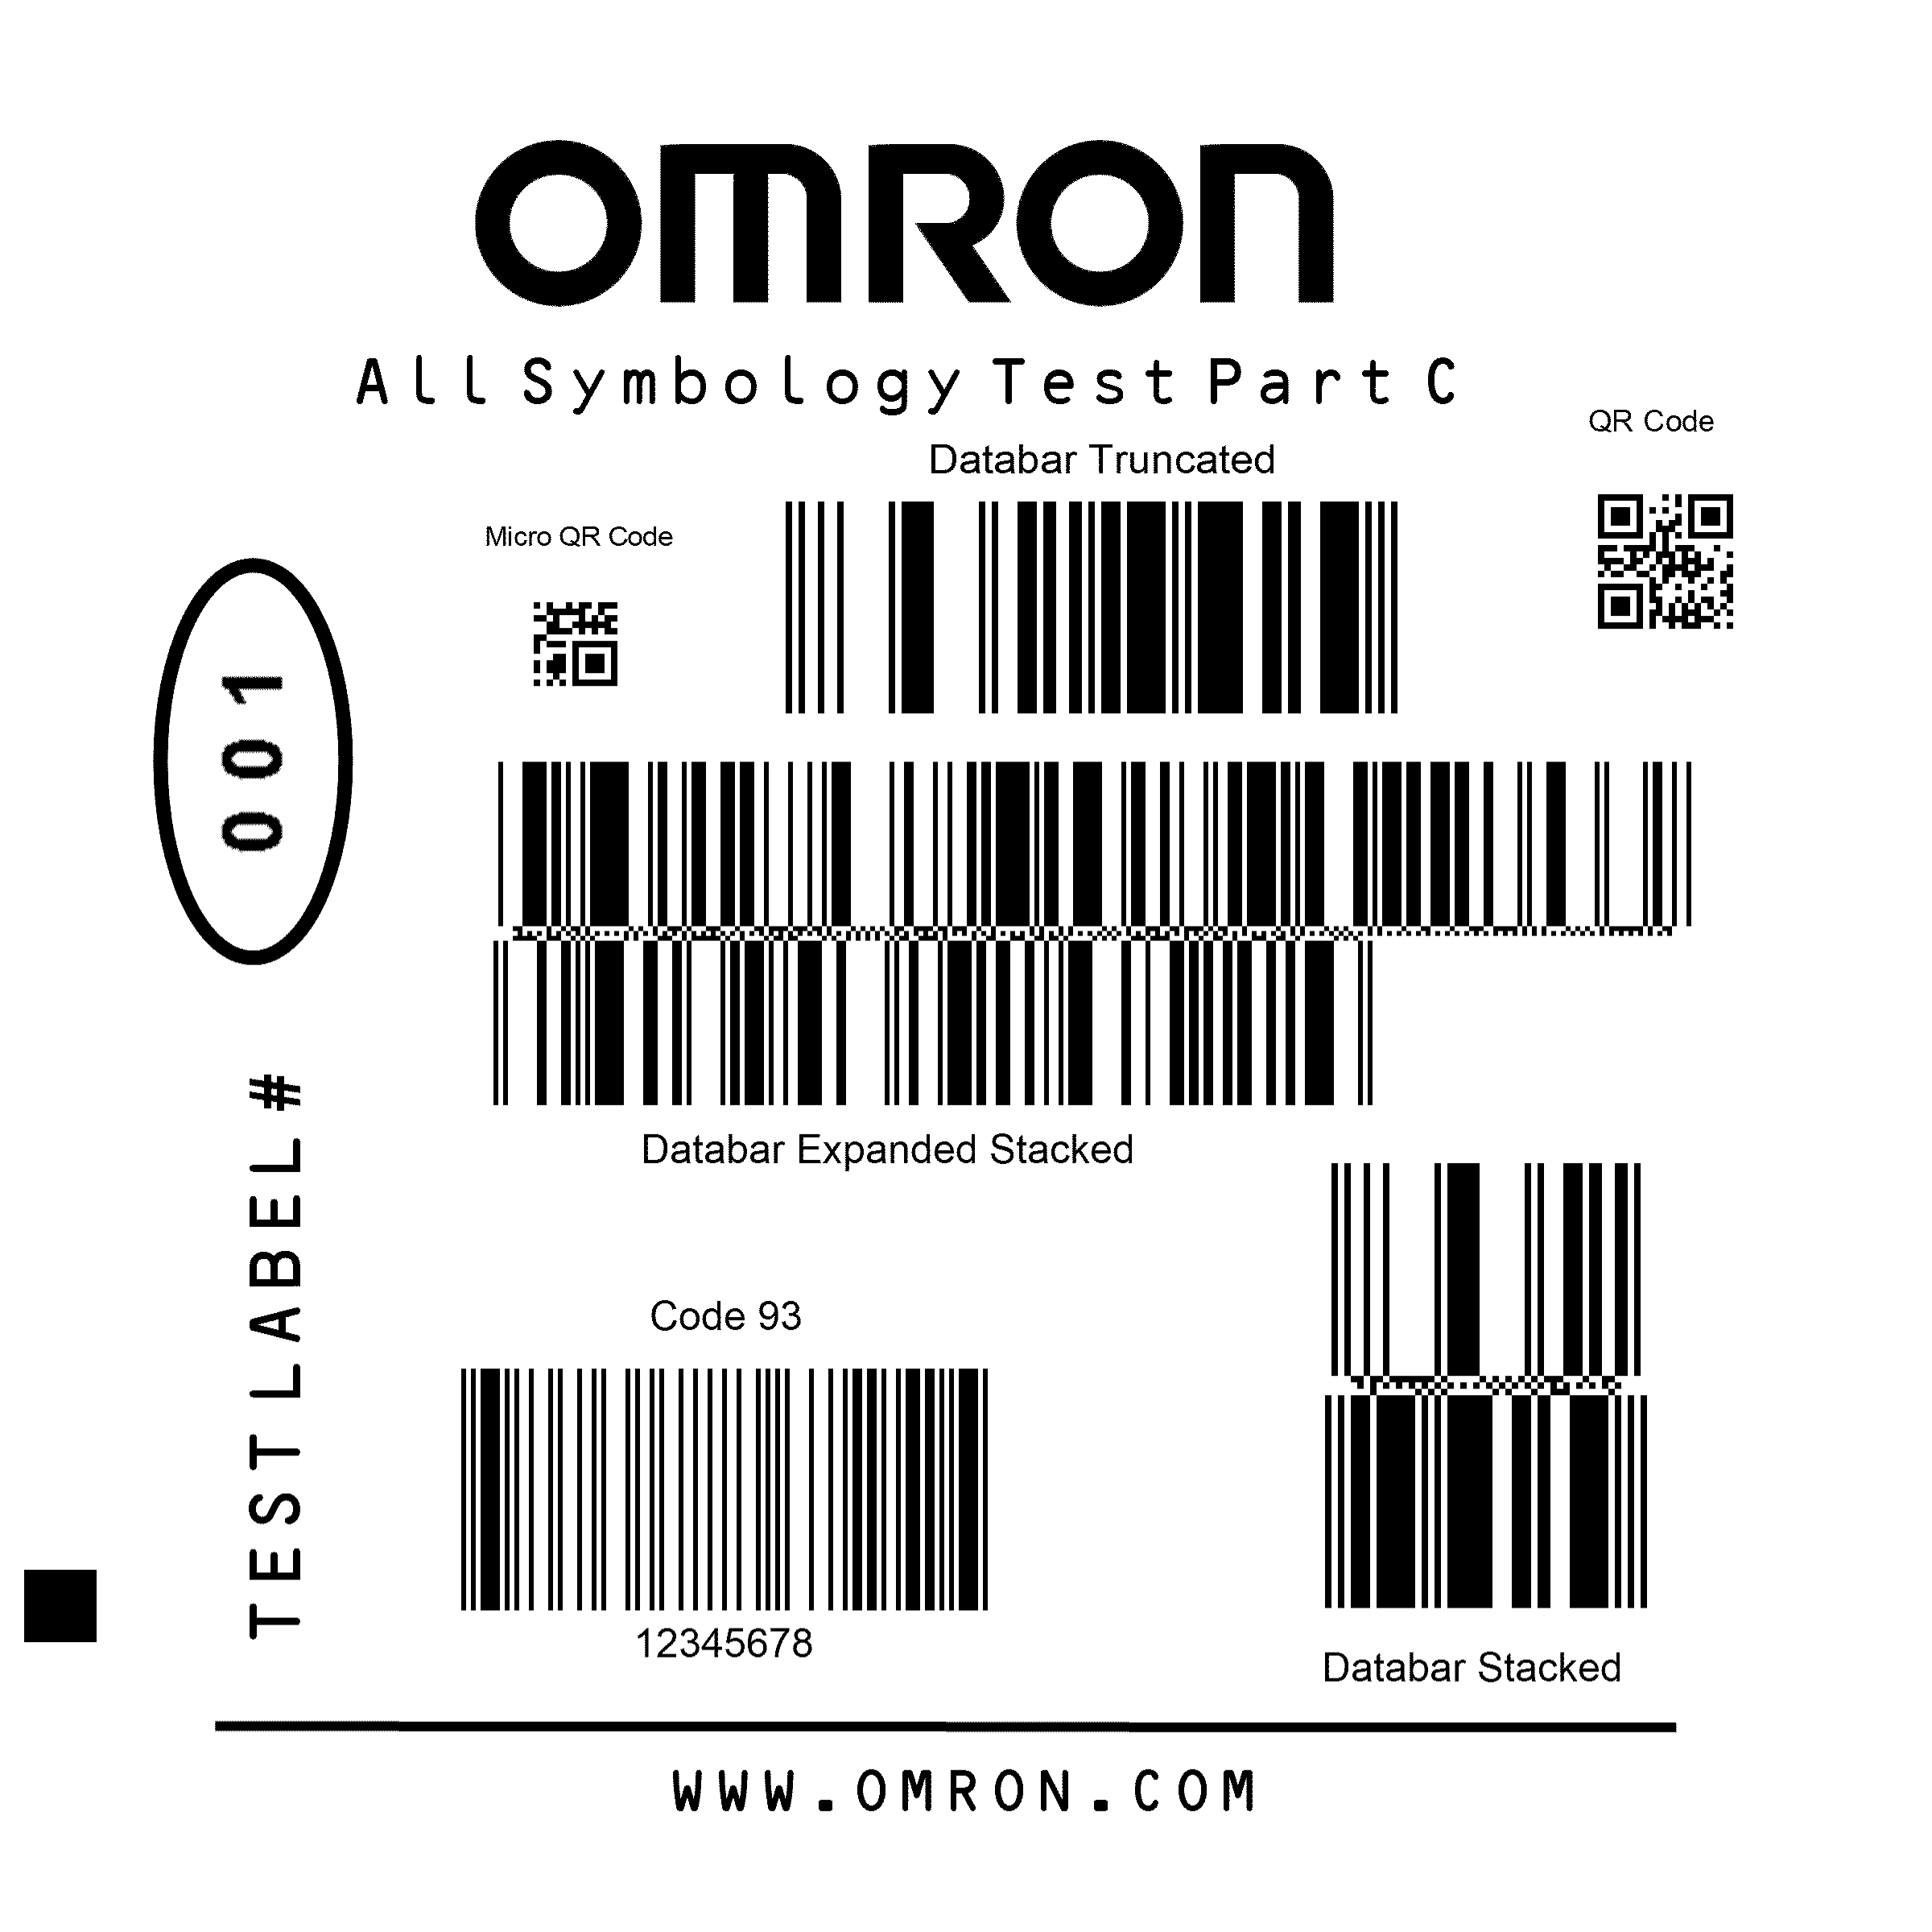 OMRON
All Symbology Test Part C
QR Code
Databar Truncated
Micro QR Code
TEST LABEL # 001
Databar Expanded Stacked
Code 93
12345678
Databar Stacked
WWW.OMRON.COM